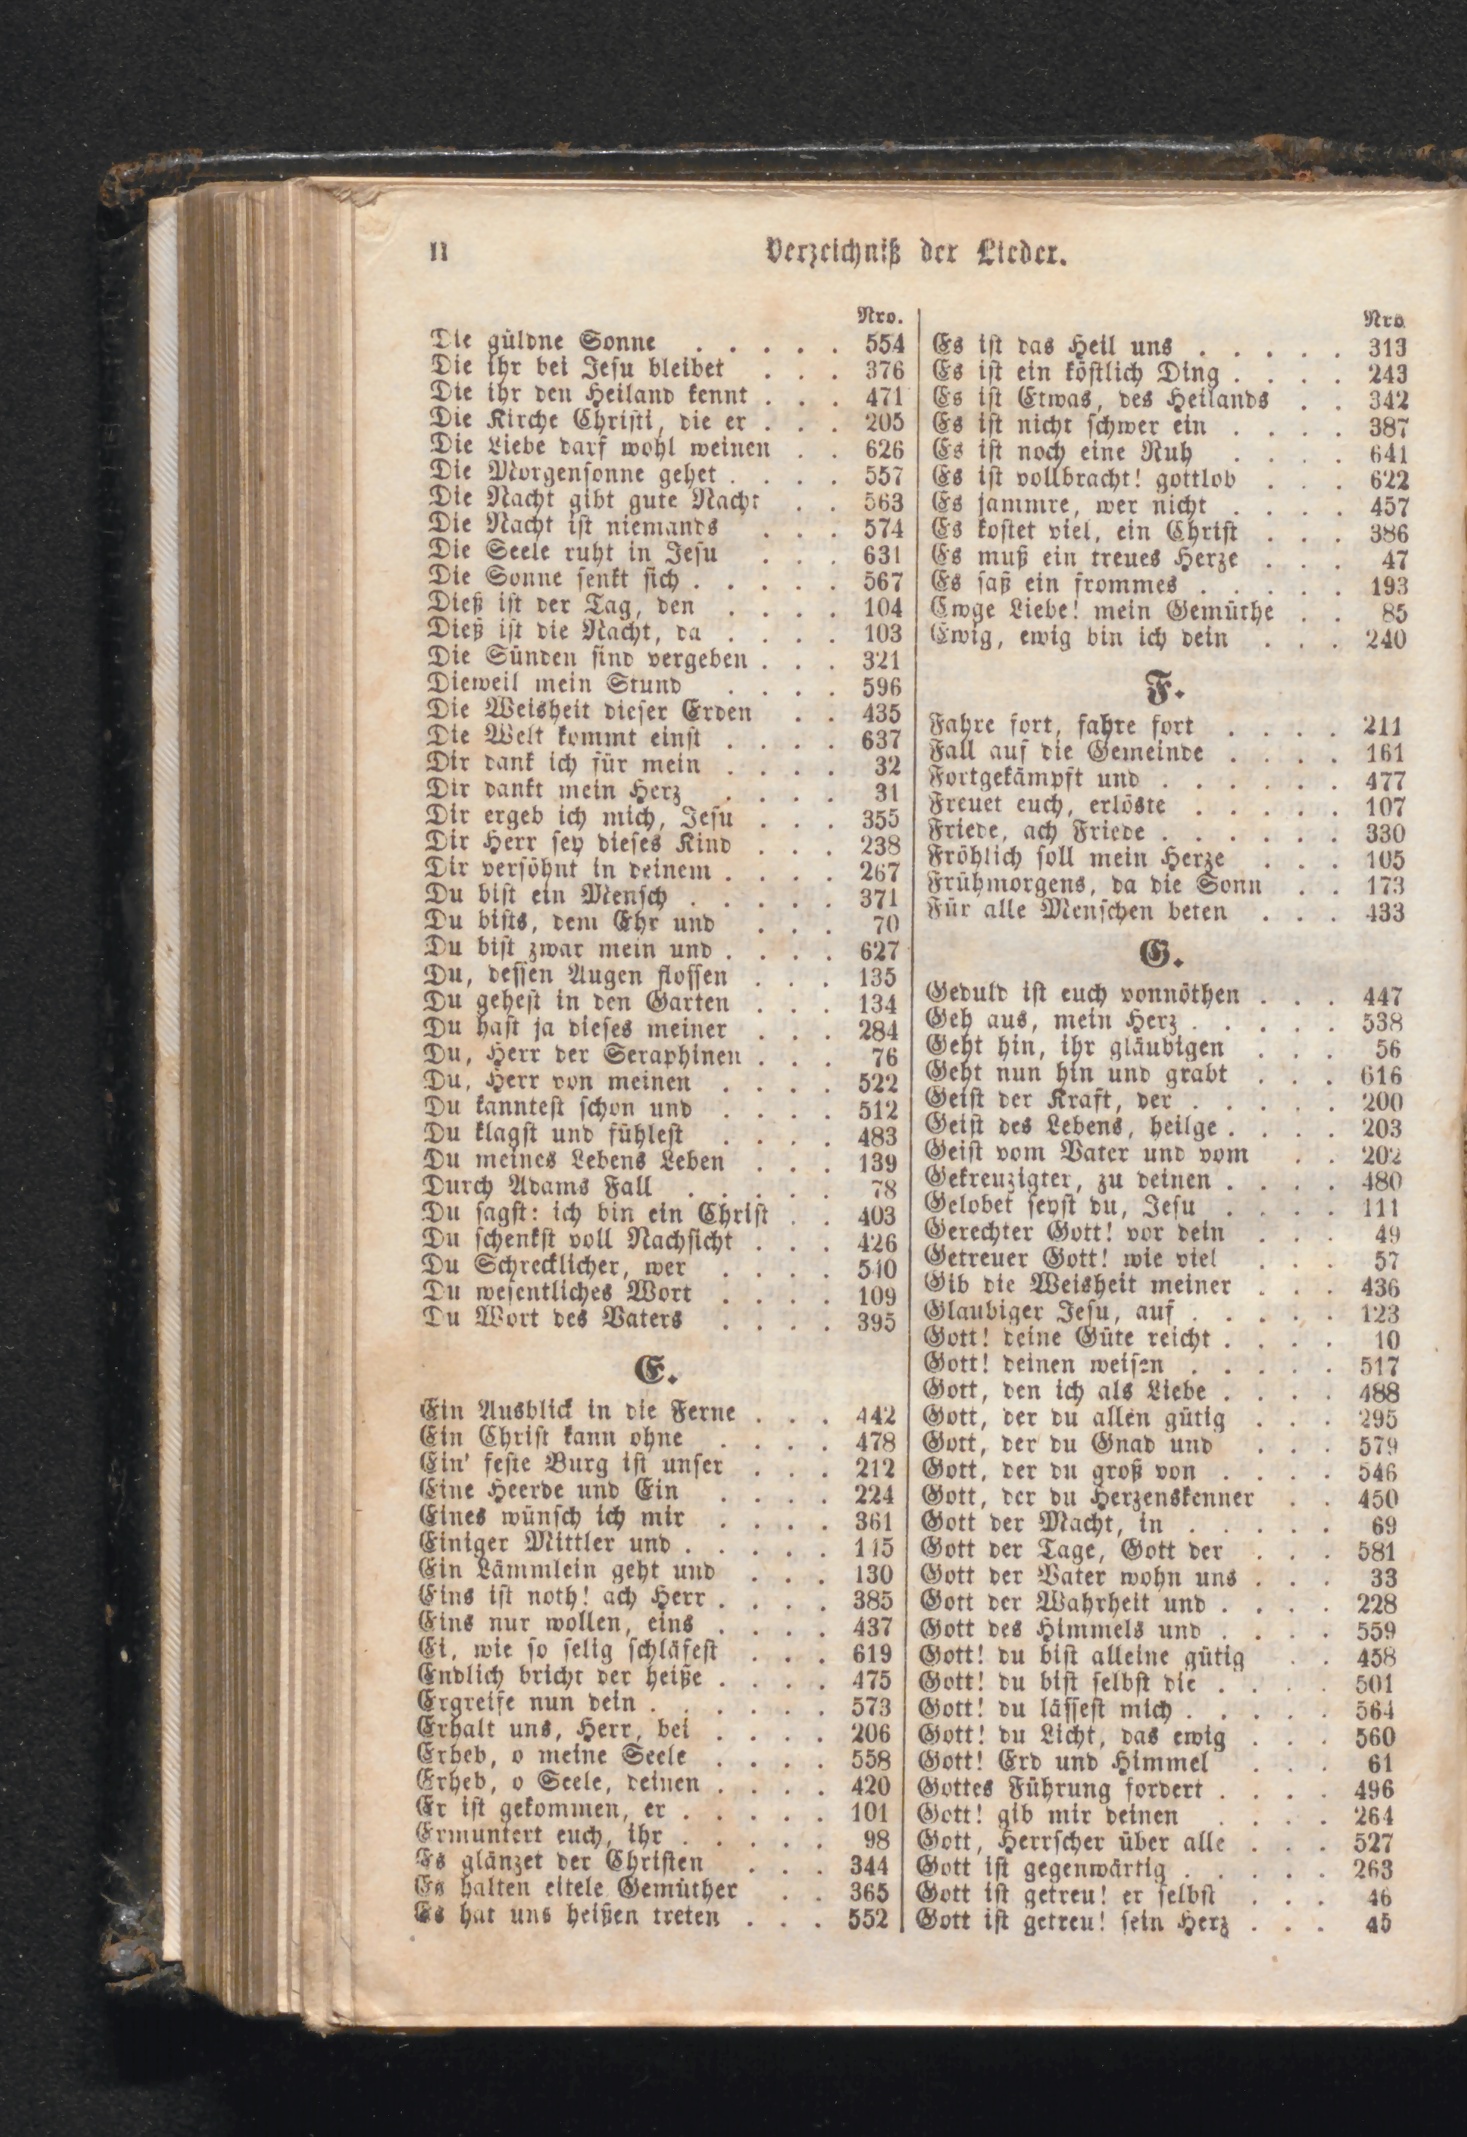 II
Verzeichniß der Lieder.
Nro.
Die güldne Sonne . . . . . 554
Die ihr bei Jesu bleibet . . . 376
Die ihr den Heiland kennt . . . 471
Die Kirche Christi, die er . . . 205
Die Liebe darf wohl weinen . . 626
Die Morgensonne gehet . . . . 557
Die Nacht gibt gute Nacht . . 563
Die Nacht ist niemands . . . 574
Die Seele ruht in Jesu . . . 631
Die Sonne senkt sich . . . . . 567
Dieß ist der Tag, den . . . . 104
Dieß ist die Nacht, da . . . . 103
Die Sünden sind vergeben . . . 321
Dieweil mein Stund . . . . 596
Die Weisheit dieser Erden . . 435
Die Welt kommt einst . . . . 637
Dir dank ich für mein . . . . 32
Dir dankt mein Herz . . . . 31
Dir ergeb ich mich, Jesu . . . 355
Dir Herr sey dieses Kind . . . 238
Dir versöhnt in deinem . . . . 267
Du bist ein Mensch . . . . . 371
Du bists, dem Ehr und . . . 70
Du bist zwar mein und . . . . 627
Du, dessen Augen flossen . . . 135
Du gehest in den Garten . . . 134
Du hast ja dieses meiner . . . 284
Du, Herr der Seraphinen . . . 76
Du, Herr von meinen . . . . 522
Du kanntest schon und . . . . 512
Du klagst und fühlest . . . . 483
Du meines Lebens Leben . . . 139
Durch Adams Fall . . . . . 78
Du sagst: ich bin ein Christ . . 403
Du schenkst voll Nachsicht . . . 426
Du Schrecklicher, wer . . . . 540
Du wesentliches Wort . . . . 109
Du Wort des Vaters . . . . 395
E.
Ein Ausblick in die Ferne . . . 442
Ein Christ kann ohne . . . . 478
Ein' feste Burg ist unser . . . 212
Eine Heerde und Ein . . . . 224
Eines wünsch ich mir . . . . 361
Einiger Mittler und . . . . . 115
Ein Lämmlein geht und . . . 130
Eins ist noth! ach Herr . . . . 385
Eins nur wollen, eins . . . . 437
Ei, wie so selig schläfest . . . 619
Endlich bricht der heiße . . . . 475
Ergreife nun dein . . . . . . 573
Erhalt uns, Herr, bei . . . . 206
Erheb, o meine Seele . . . . 558
Erheb, o Seele, deinen . . . . 420
Er ist gekommen, er . . . . . 101
Ermuntert euch, ihr . . . . . 98
Es glänzet der Christen . . . 344
Es halten eitele Gemüther . . 365
Es hat uns heißen treten . . . 552
Nro.
Es ist das Heil uns . . . . . 313
Es ist ein köstlich Ding . . . . 243
Es ist Etwas, des Heilands . . 342
Es ist nicht schwer ein . . . . 387
Es ist noch eine Ruh . . . . 641
Es ist vollbracht! gottlob . . . 622
Es jammre, wer nicht . . . . 457
Es kostet viel, ein Christ . . . 386
Es muß ein treues Herze . . . 47
Es saß ein frommes . . . . . 193
Ewge Liebe! mein Gemüthe . . 85
Ewig, ewig bin ich dein . . . 240
F.
Fahre fort, fahre fort . . . . 211
Fall auf die Gemeinde . . . . 161
Fortgekämpft und . . . . . . 477
Freuet euch, erlöste . . . . . 107
Friede, ach Friede . . . . . . 330
Fröhlich soll mein Herze . . . 105
Frühmorgens, da die Sonn . . 173
Für alle Menschen beten . . . 433
G.
Geduld ist euch vonnöthen . . . 447
Geh aus, mein Herz . . . . . 538
Geht hin, ihr gläubigen . . . 56
Geht nun hin und grabt . . . 616
Geist der Kraft, der . . . . . 200
Geist des Lebens, heilge . . . . 203
Geist vom Vater und vom . . 202
Gekreuzigter, zu deinen . . . . 480
Gelobet seyst du, Jesu . . . . 111
Gerechter Gott! vor dein . . . 49
Getreuer Gott! wie viel . . . 57
Gib die Weisheit meiner . . . 436
Glaubiger Jesu, auf . . . . . 123
Gott! deine Güte reicht . . . . 10
Gott! deinen weisen . . . . . 517
Gott, den ich als Liebe . . . . 488
Gott, der du allen gütig . . . 295
Gott, der du Gnad und . . . 579
Gott, der du groß von . . . . 546
Gott, der du Herzenskenner . . 450
Gott der Macht, in . . . . . 69
Gott der Tage, Gott der . . . 581
Gott der Vater wohn uns . . . 33
Gott der Wahrheit und . . . . 228
Gott des Himmels und . . . . 559
Gott! du bist alleine gütig . . 458
Gott! du bist selbst die . . . . 501
Gott! du lässest mich . . . . . 564
Gott! du Licht, das ewig . . . 560
Gott! Erd und Himmel . . . 61
Gottes Führung fordert . . . . 496
Gott! gib mir deinen . . . . 264
Gott, Herrscher über alle . . . 527
Gott ist gegenwärtig . . . . . 263
Gott ist getreu! er selbst . . . 46
Gott ist getreu! sein Herz . . . 45